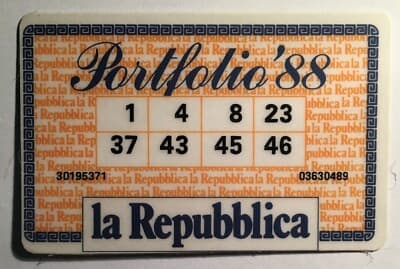 Portfolio '88
1 4 8 23
37 43 45 46
30195371 03630489
la Repubblica